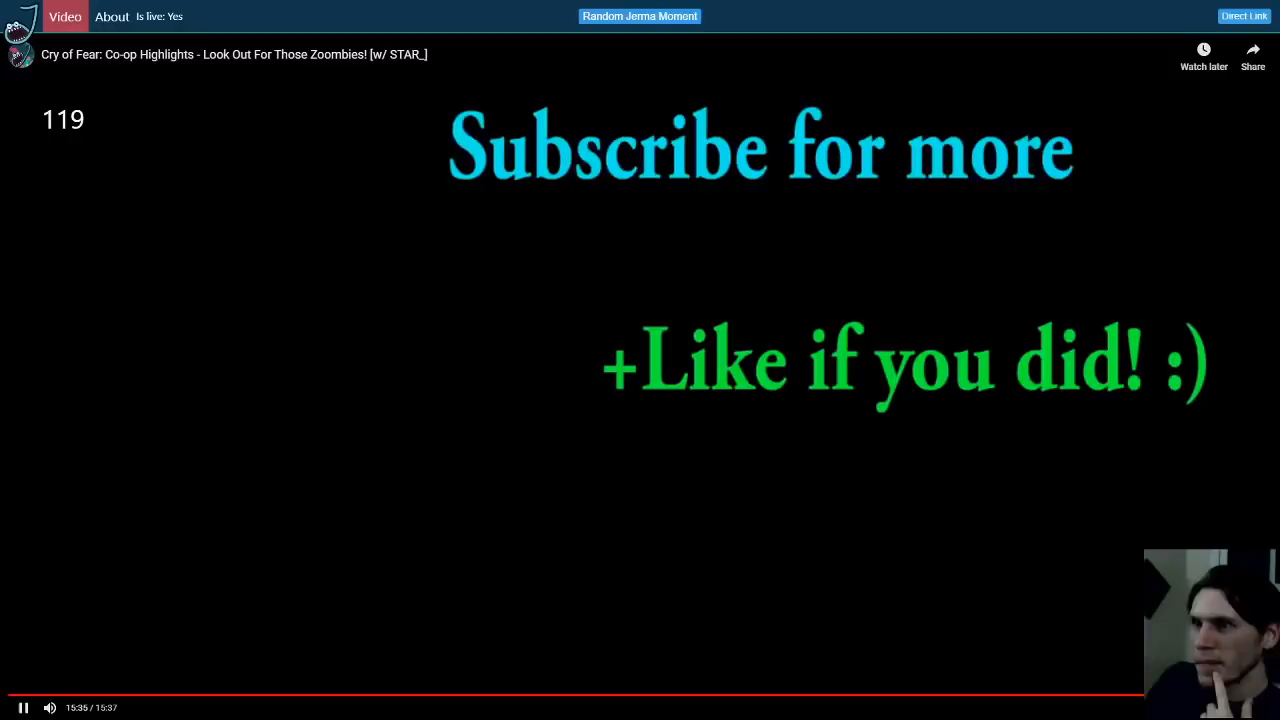 Video About Is live: Yes Random Jerma Moment Direct Link
Cry of Fear: Co-op Highlights - Look Out For Those Zoombies! [w/ STAR_]
Watch later Share
119
Subscribe for more
+Like if you did! :)
15:35 / 15:37